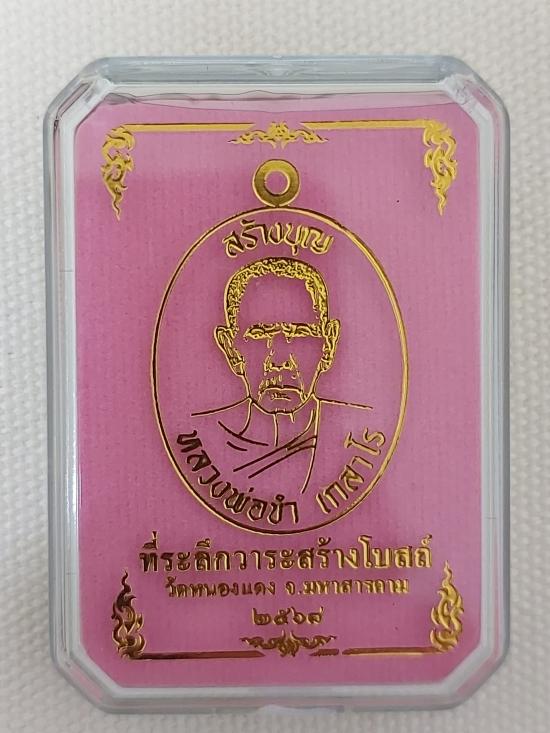 สร้างบุญ
หลวงพ่อขำ เกสาโร
ที่ระลึกวาระสร้างโบสถ์
วัดหนองแดง จ.มหาสารคาม
๒๕๖๘